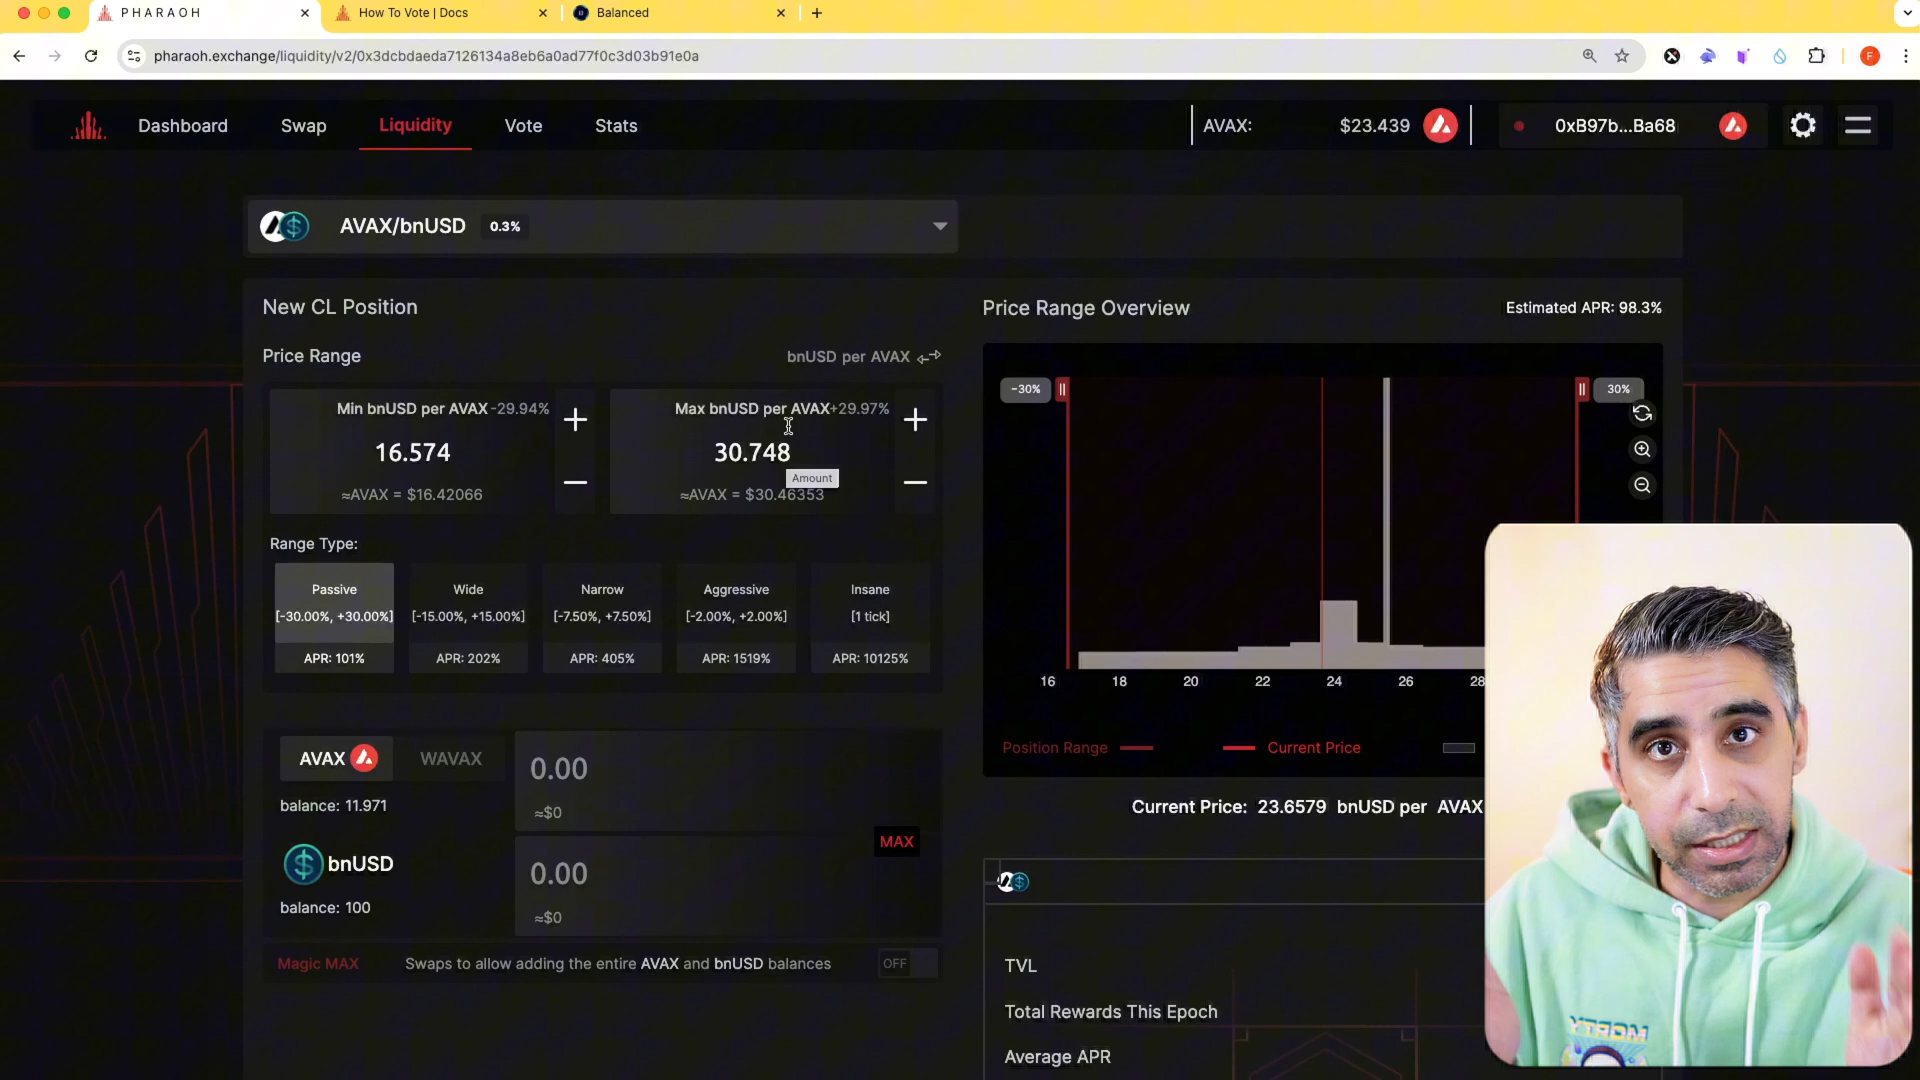 PHARAOH
How To Vote | Docs
Balanced
pharaoh.exchange/liquidity/v2/0x3dcbdaeda7126134a8eb6a0ad77f0c3d03b91e0a
F
Dashboard
Swap
Liquidity
Vote
Stats
AVAX:
$23.439
0xB97b...Ba68
AVAX/bnUSD
0.3%
New CL Position
Price Range
bnUSD per AVAX
Min bnUSD per AVAX -29.94%
16.574
≈AVAX = $16.42066
Max bnUSD per AVAX +29.97%
30.748
Amount
≈AVAX = $30.46353
Range Type:
Passive
[-30.00%, +30.00%]
APR: 101%
Wide
[-15.00%, +15.00%]
APR: 202%
Narrow
[-7.50%, +7.50%]
APR: 405%
Aggressive
[-2.00%, +2.00%]
APR: 1519%
Insane
[1 tick]
APR: 10125%
AVAX
WAVAX
balance: 11.971
0.00
≈$0
MAX
bnUSD
balance: 100
0.00
≈$0
Magic MAX
Swaps to allow adding the entire AVAX and bnUSD balances
OFF
Price Range Overview
Estimated APR: 98.3%
-30%
30%
16 18 20 22 24 26 28
Position Range
Current Price
Current Price: 23.6579 bnUSD per AVAX
TVL
Total Rewards This Epoch
Average APR